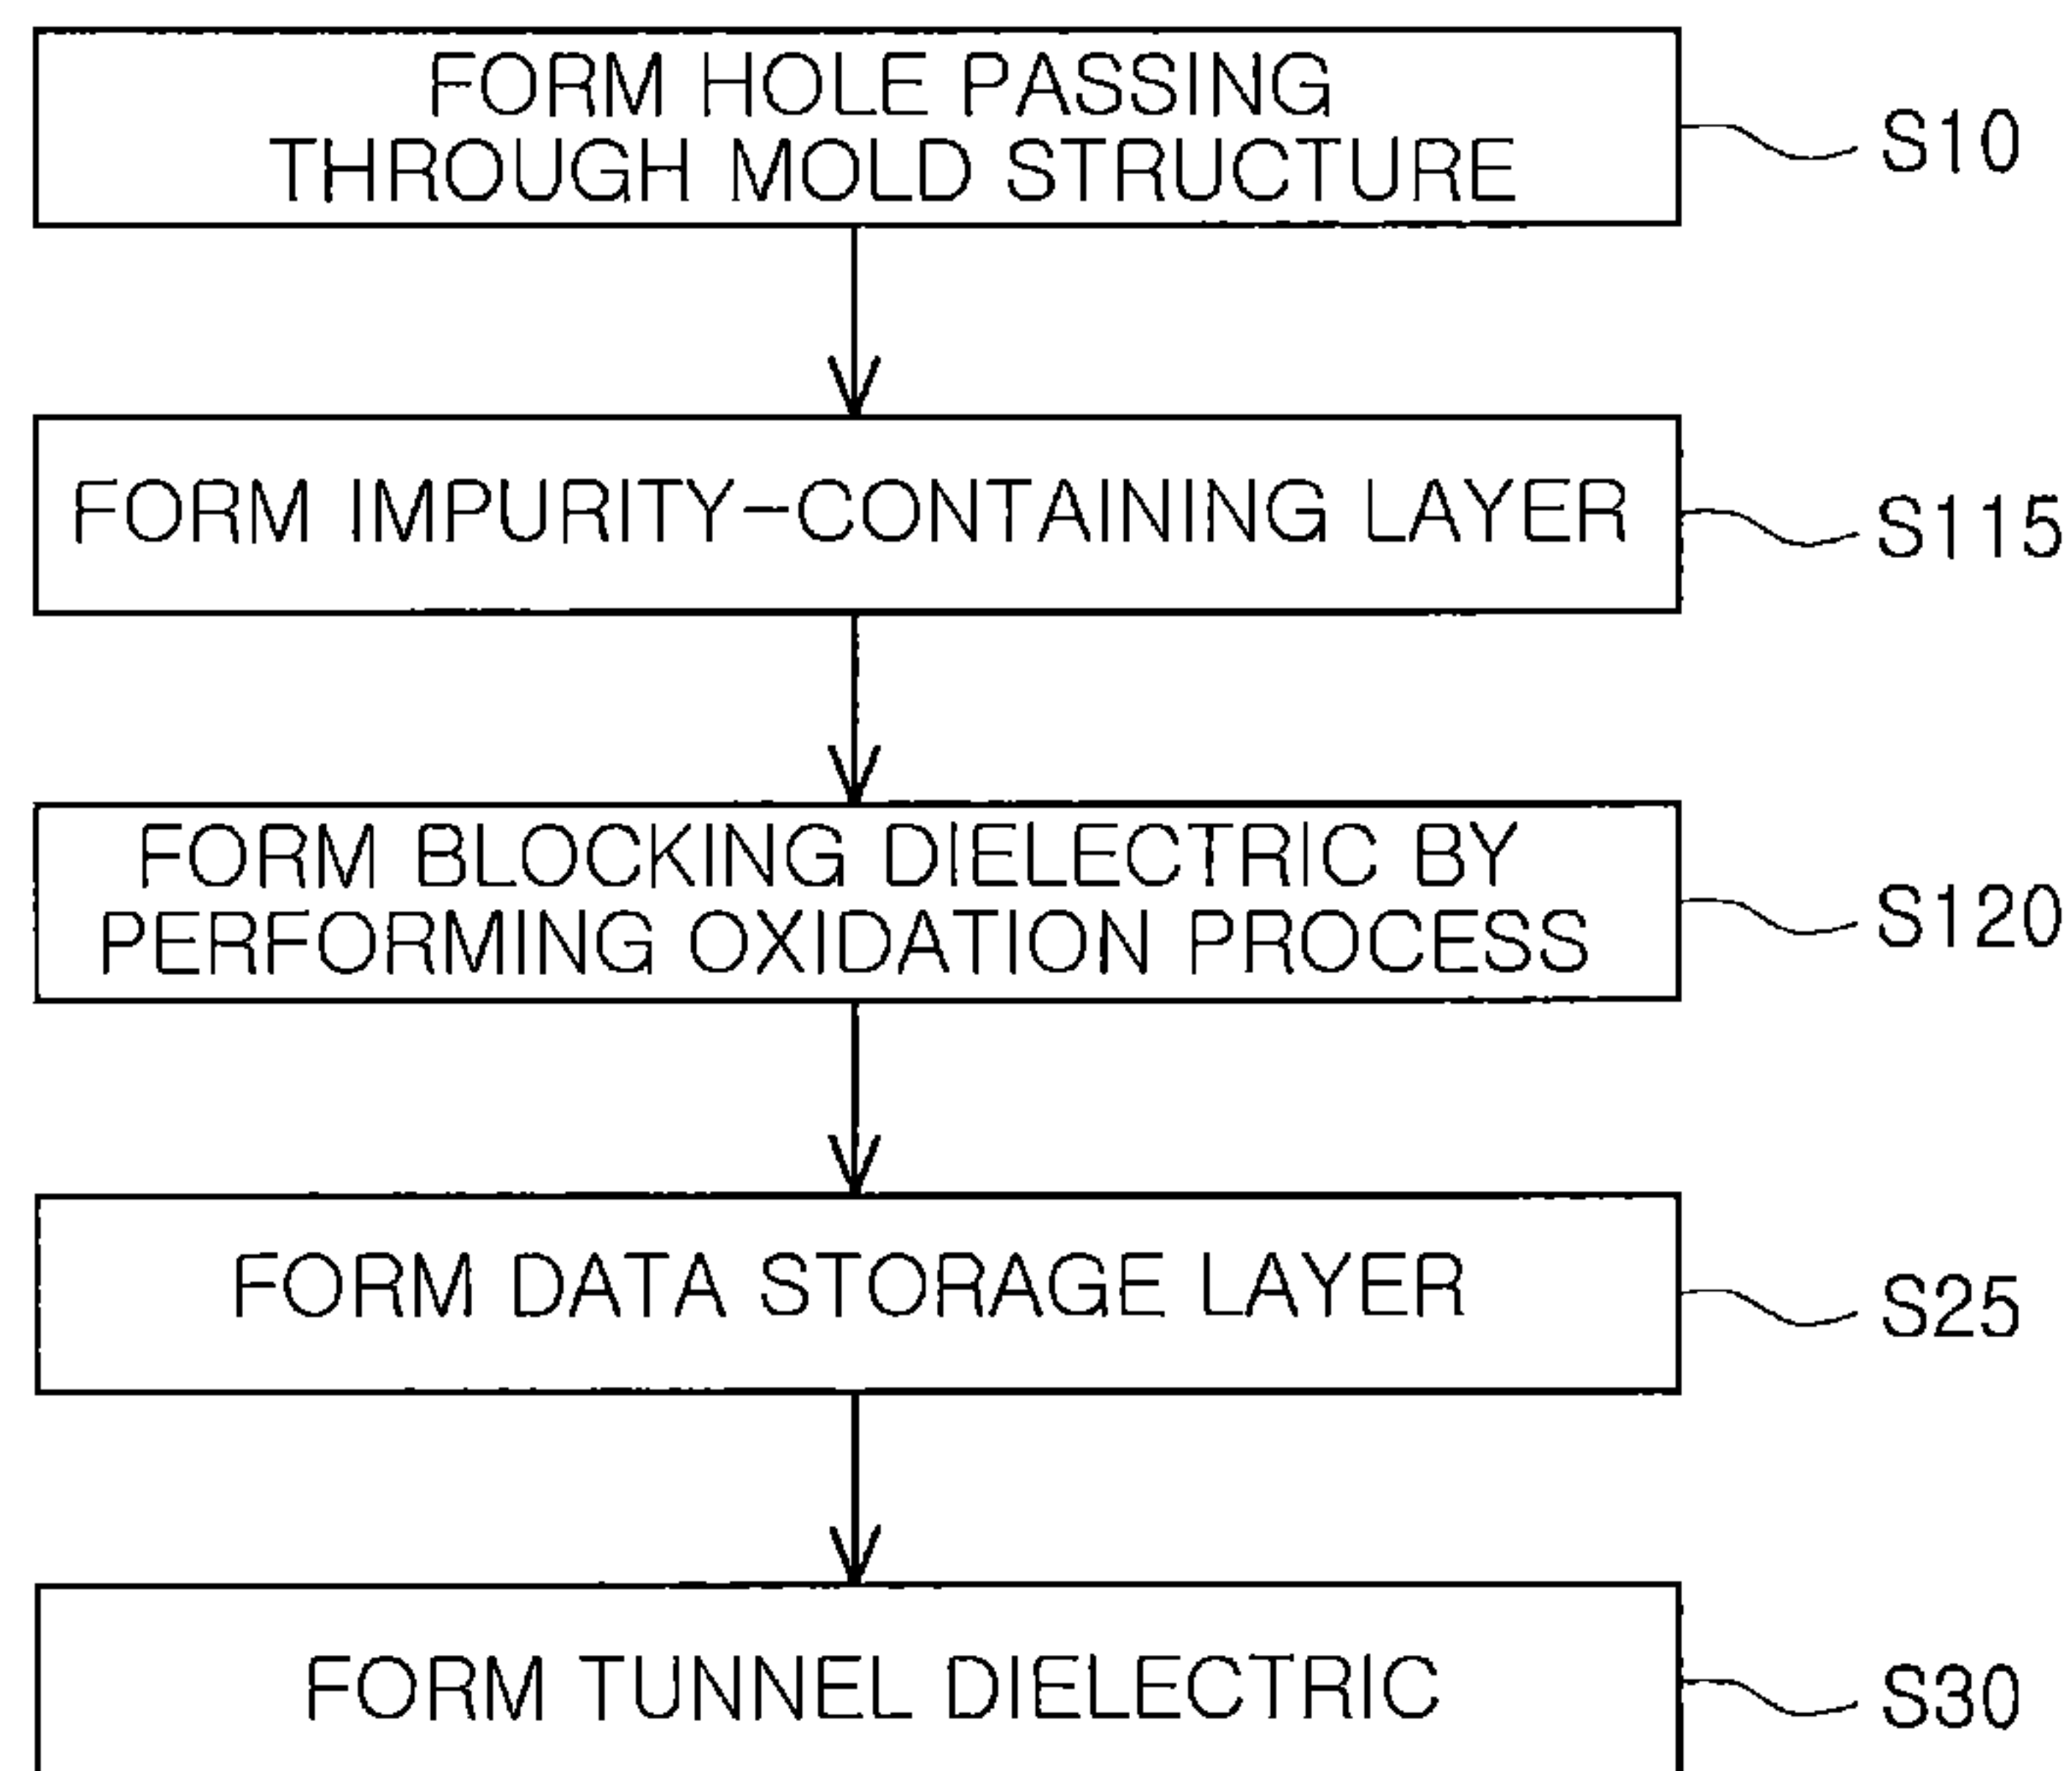 FORM HOLE PASSING
THROUGH MOLD STRUCTURE
S10
FORM IMPURITY-CONTAINING LAYER
S115
FORM BLOCKING DIELECTRIC BY
PERFORMING OXIDATION PROCESS
S120
FORM DATA STORAGE LAYER
S25
FORM TUNNEL DIELECTRIC
S30